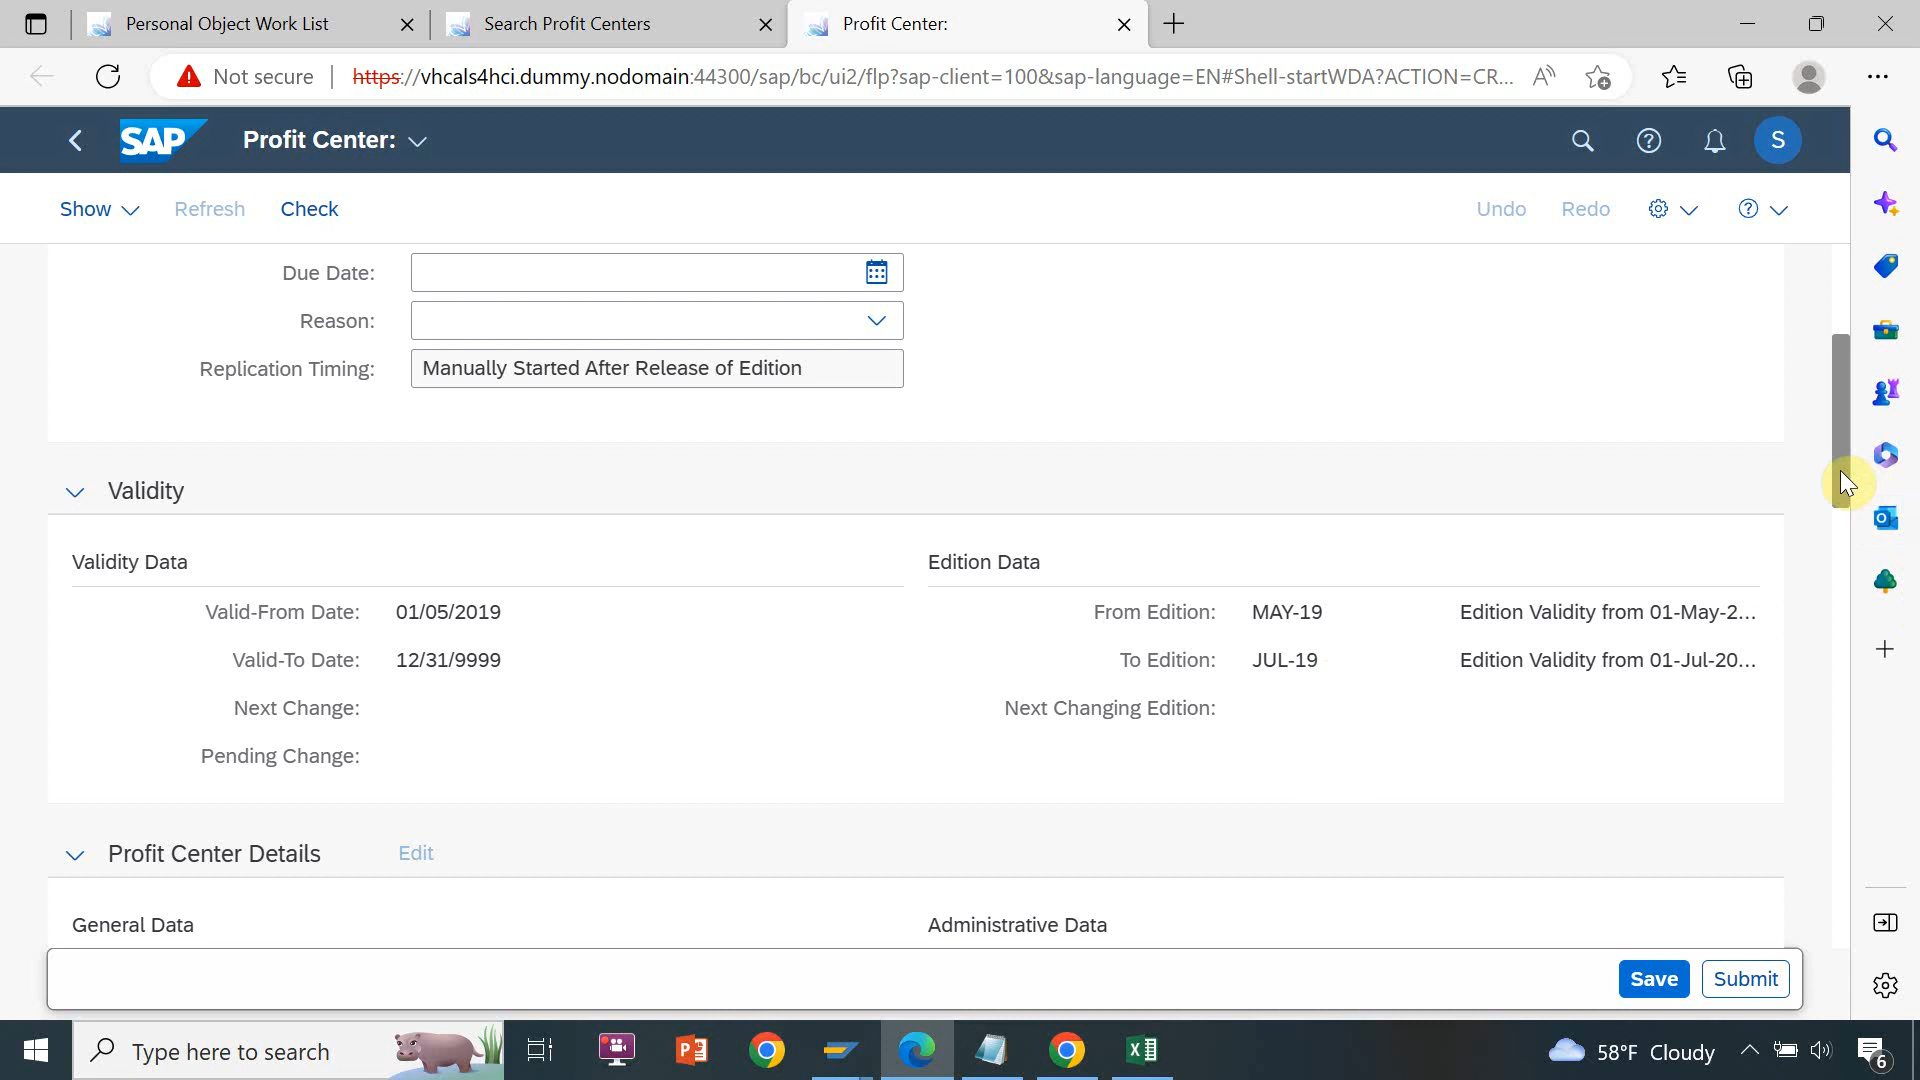 Personal Object Work List
Search Profit Centers
Profit Center:
Not secure
https://vhcals4hci.dummy.nodomain:44300/sap/bc/ui2/flp?sap-client=100&sap-language=EN#Shell-startWDA?ACTION=CR...
SAP
Profit Center:
S
Show
Refresh
Check
Undo
Redo
Due Date:
Reason:
Replication Timing:
Manually Started After Release of Edition
Validity
Validity Data
Edition Data
Valid-From Date:
01/05/2019
From Edition:
MAY-19
Edition Validity from 01-May-2...
Valid-To Date:
12/31/9999
To Edition:
JUL-19
Edition Validity from 01-Jul-20...
Next Change:
Next Changing Edition:
Pending Change:
Profit Center Details
Edit
General Data
Administrative Data
Save
Submit
Type here to search
58°F Cloudy
6